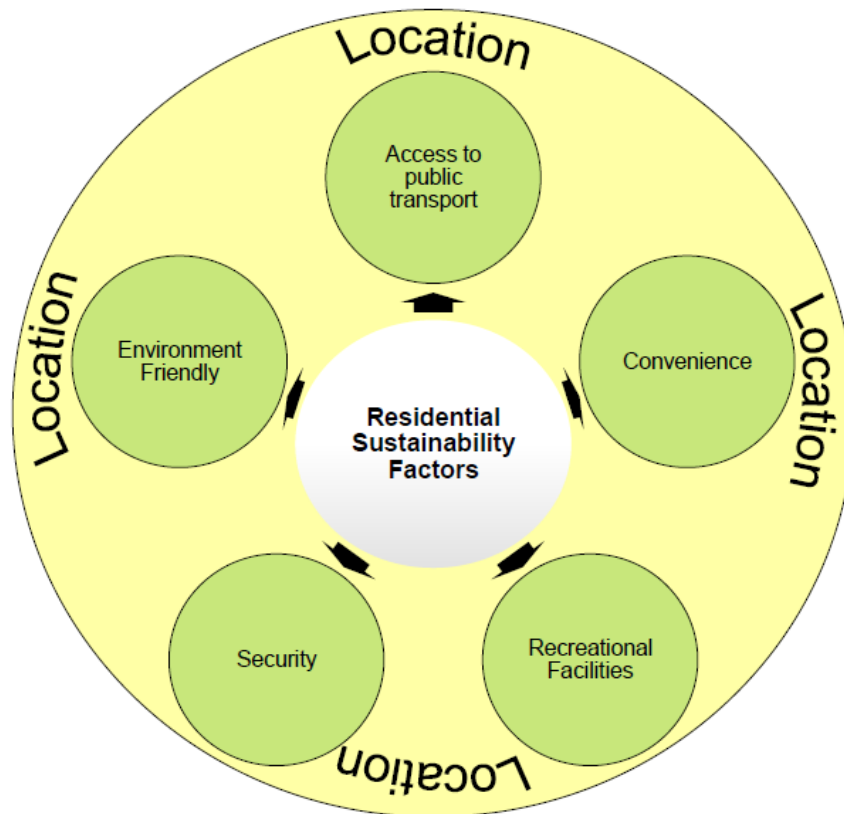 Location
Access to
public
transport
Location
Environment
Friendly
Convenience
Location
Residential
Sustainability
Factors
Security
Recreational
Facilities
Location